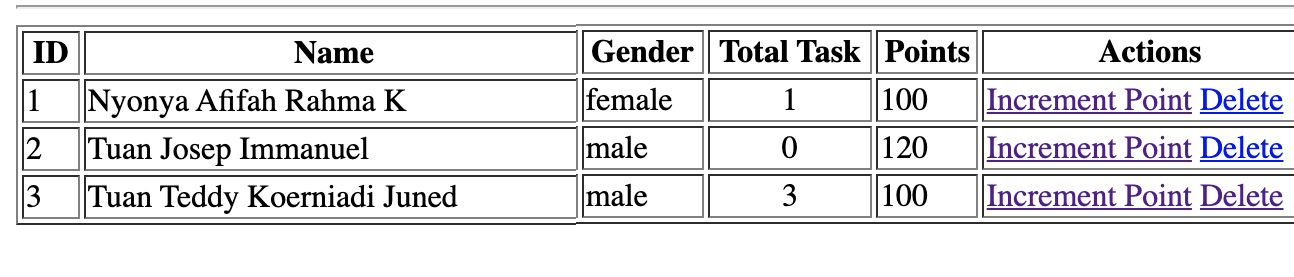 ID Name Gender Total Task Points Actions
1 Nyonya Afifah Rahma K female 1 100 Increment Point Delete
2 Tuan Josep Immanuel male 0 120 Increment Point Delete
3 Tuan Teddy Koerniadi Juned male 3 100 Increment Point Delete